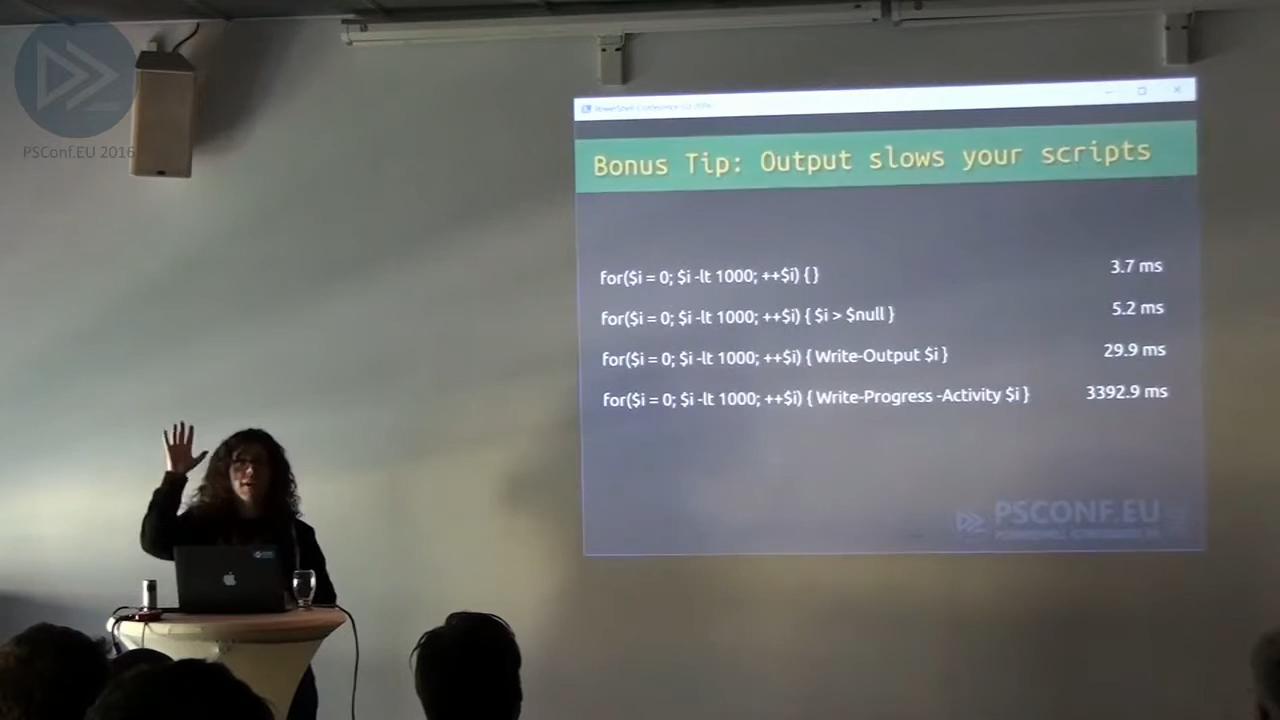 PSConf.EU 2016
Bonus Tip: Output slows your scripts
for($i = 0; $i -lt 1000; ++$i) { } 3.7 ms
for($i = 0; $i -lt 1000; ++$i) { $i > $null } 5.2 ms
for($i = 0; $i -lt 1000; ++$i) { Write-Output $i } 29.9 ms
for($i = 0; $i -lt 1000; ++$i) { Write-Progress -Activity $i } 3392.9 ms
PSCONF.EU